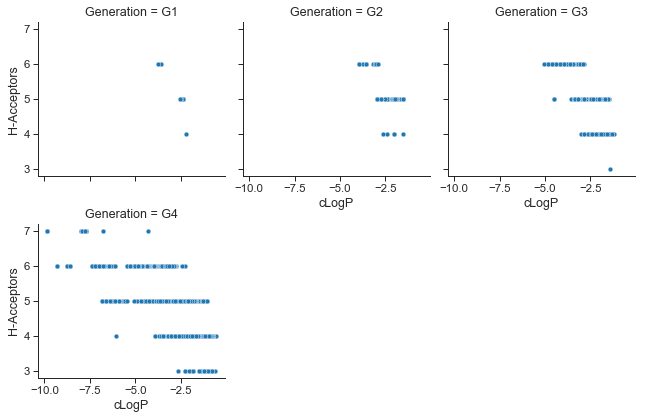 Generation = G1
Generation = G2
Generation = G3
7
6
5
4
3
H-Acceptors
−10.0 −7.5 −5.0 −2.5
cLogP
−10.0 −7.5 −5.0 −2.5
cLogP
Generation = G4
7
6
5
4
3
H-Acceptors
−10.0 −7.5 −5.0 −2.5
cLogP